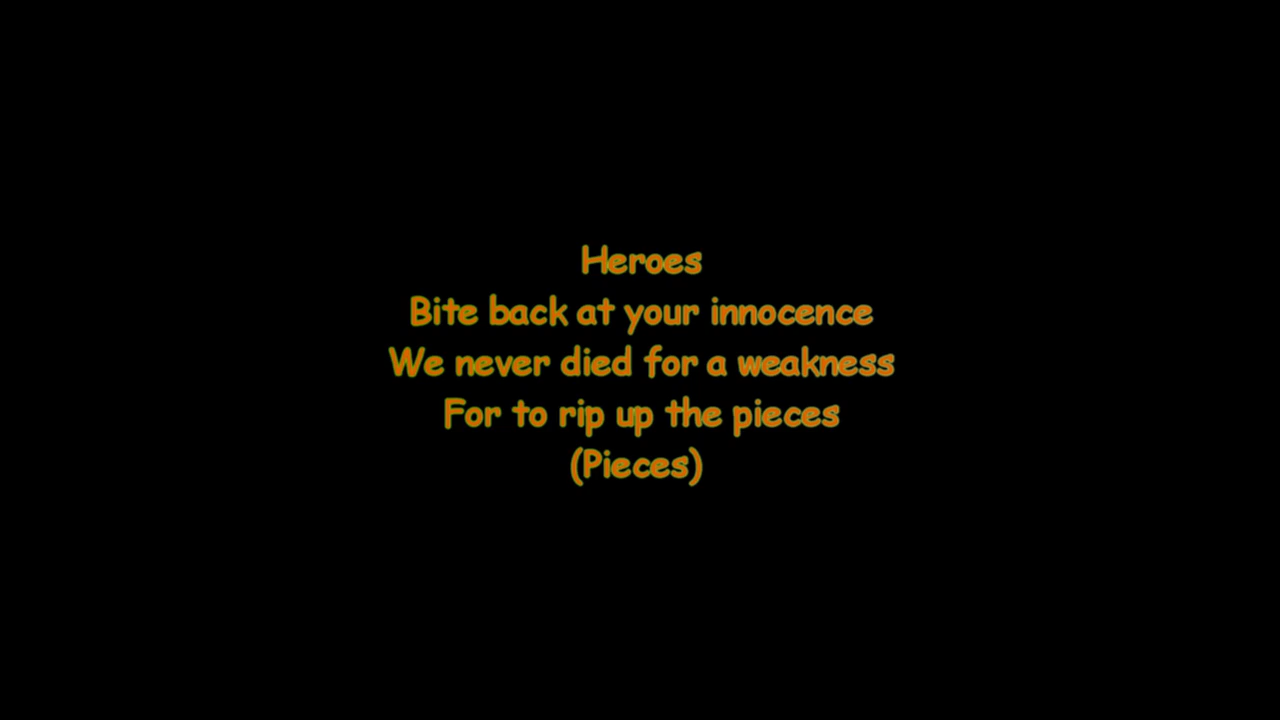 Heroes
Bite back at your innocence
We never died for a weakness
For to rip up the pieces
(Pieces)